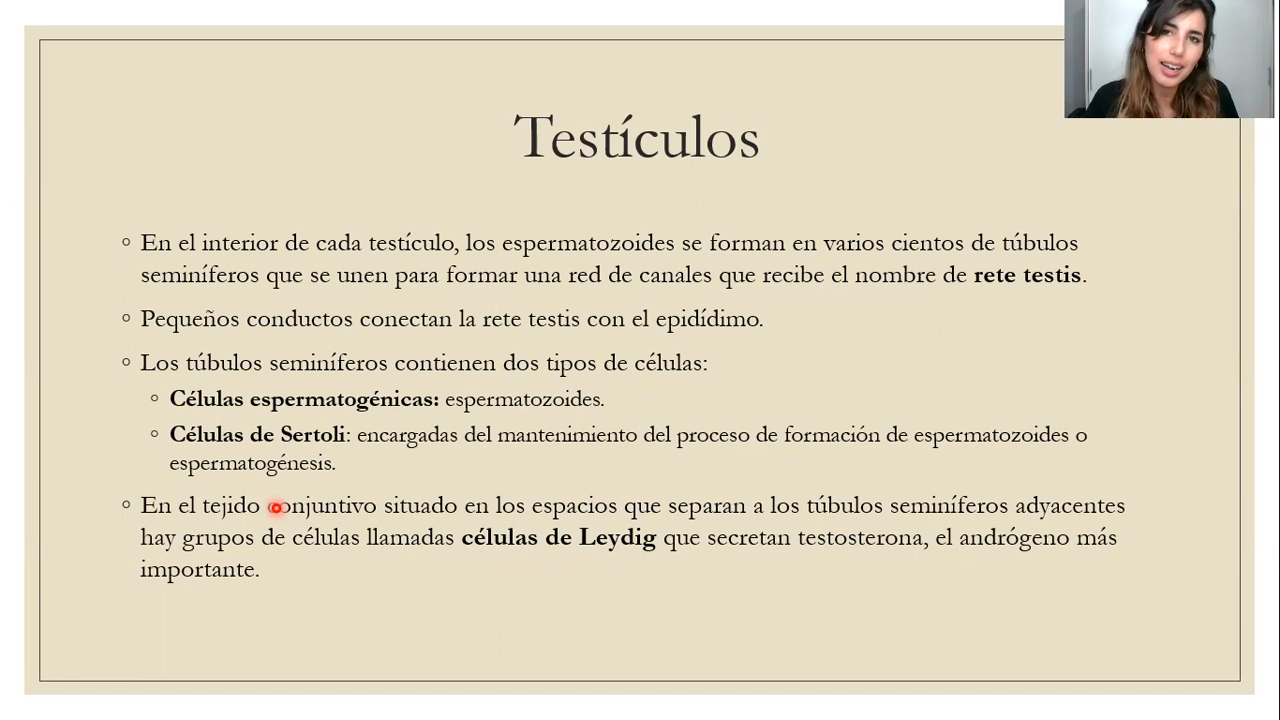 Testículos
◦ En el interior de cada testículo, los espermatozoides se forman en varios cientos de túbulos
seminíferos que se unen para formar una red de canales que recibe el nombre de rete testis.
◦ Pequeños conductos conectan la rete testis con el epidídimo.
◦ Los túbulos seminíferos contienen dos tipos de células:
◦ Células espermatogénicas: espermatozoides.
◦ Células de Sertoli: encargadas del mantenimiento del proceso de formación de espermatozoides o
espermatogénesis.
◦ En el tejido conjuntivo situado en los espacios que separan a los túbulos seminíferos adyacentes
hay grupos de células llamadas células de Leydig que secretan testosterona, el andrógeno más
importante.